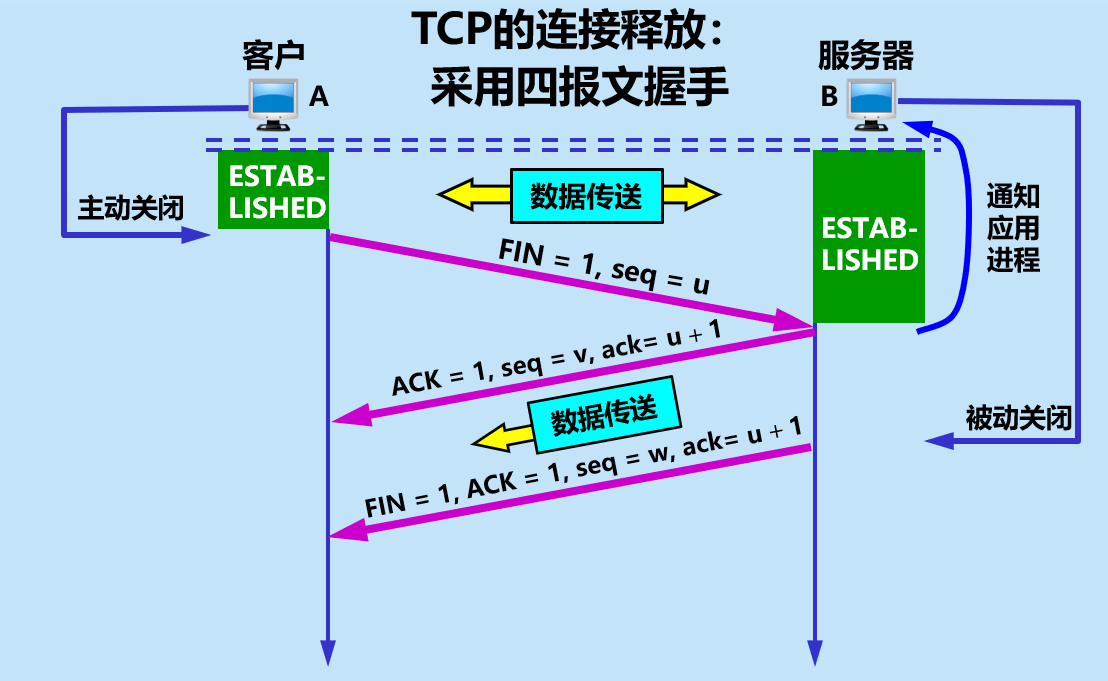 TCP的连接释放：
采用四报文握手
客户
A
服务器
B
ESTAB-
LISHED
数据传送
ESTAB-
LISHED
主动关闭
通知
应用
进程
FIN = 1, seq = u
ACK = 1, seq = v, ack= u + 1
数据传送
被动关闭
FIN = 1, ACK = 1, seq = w, ack= u + 1